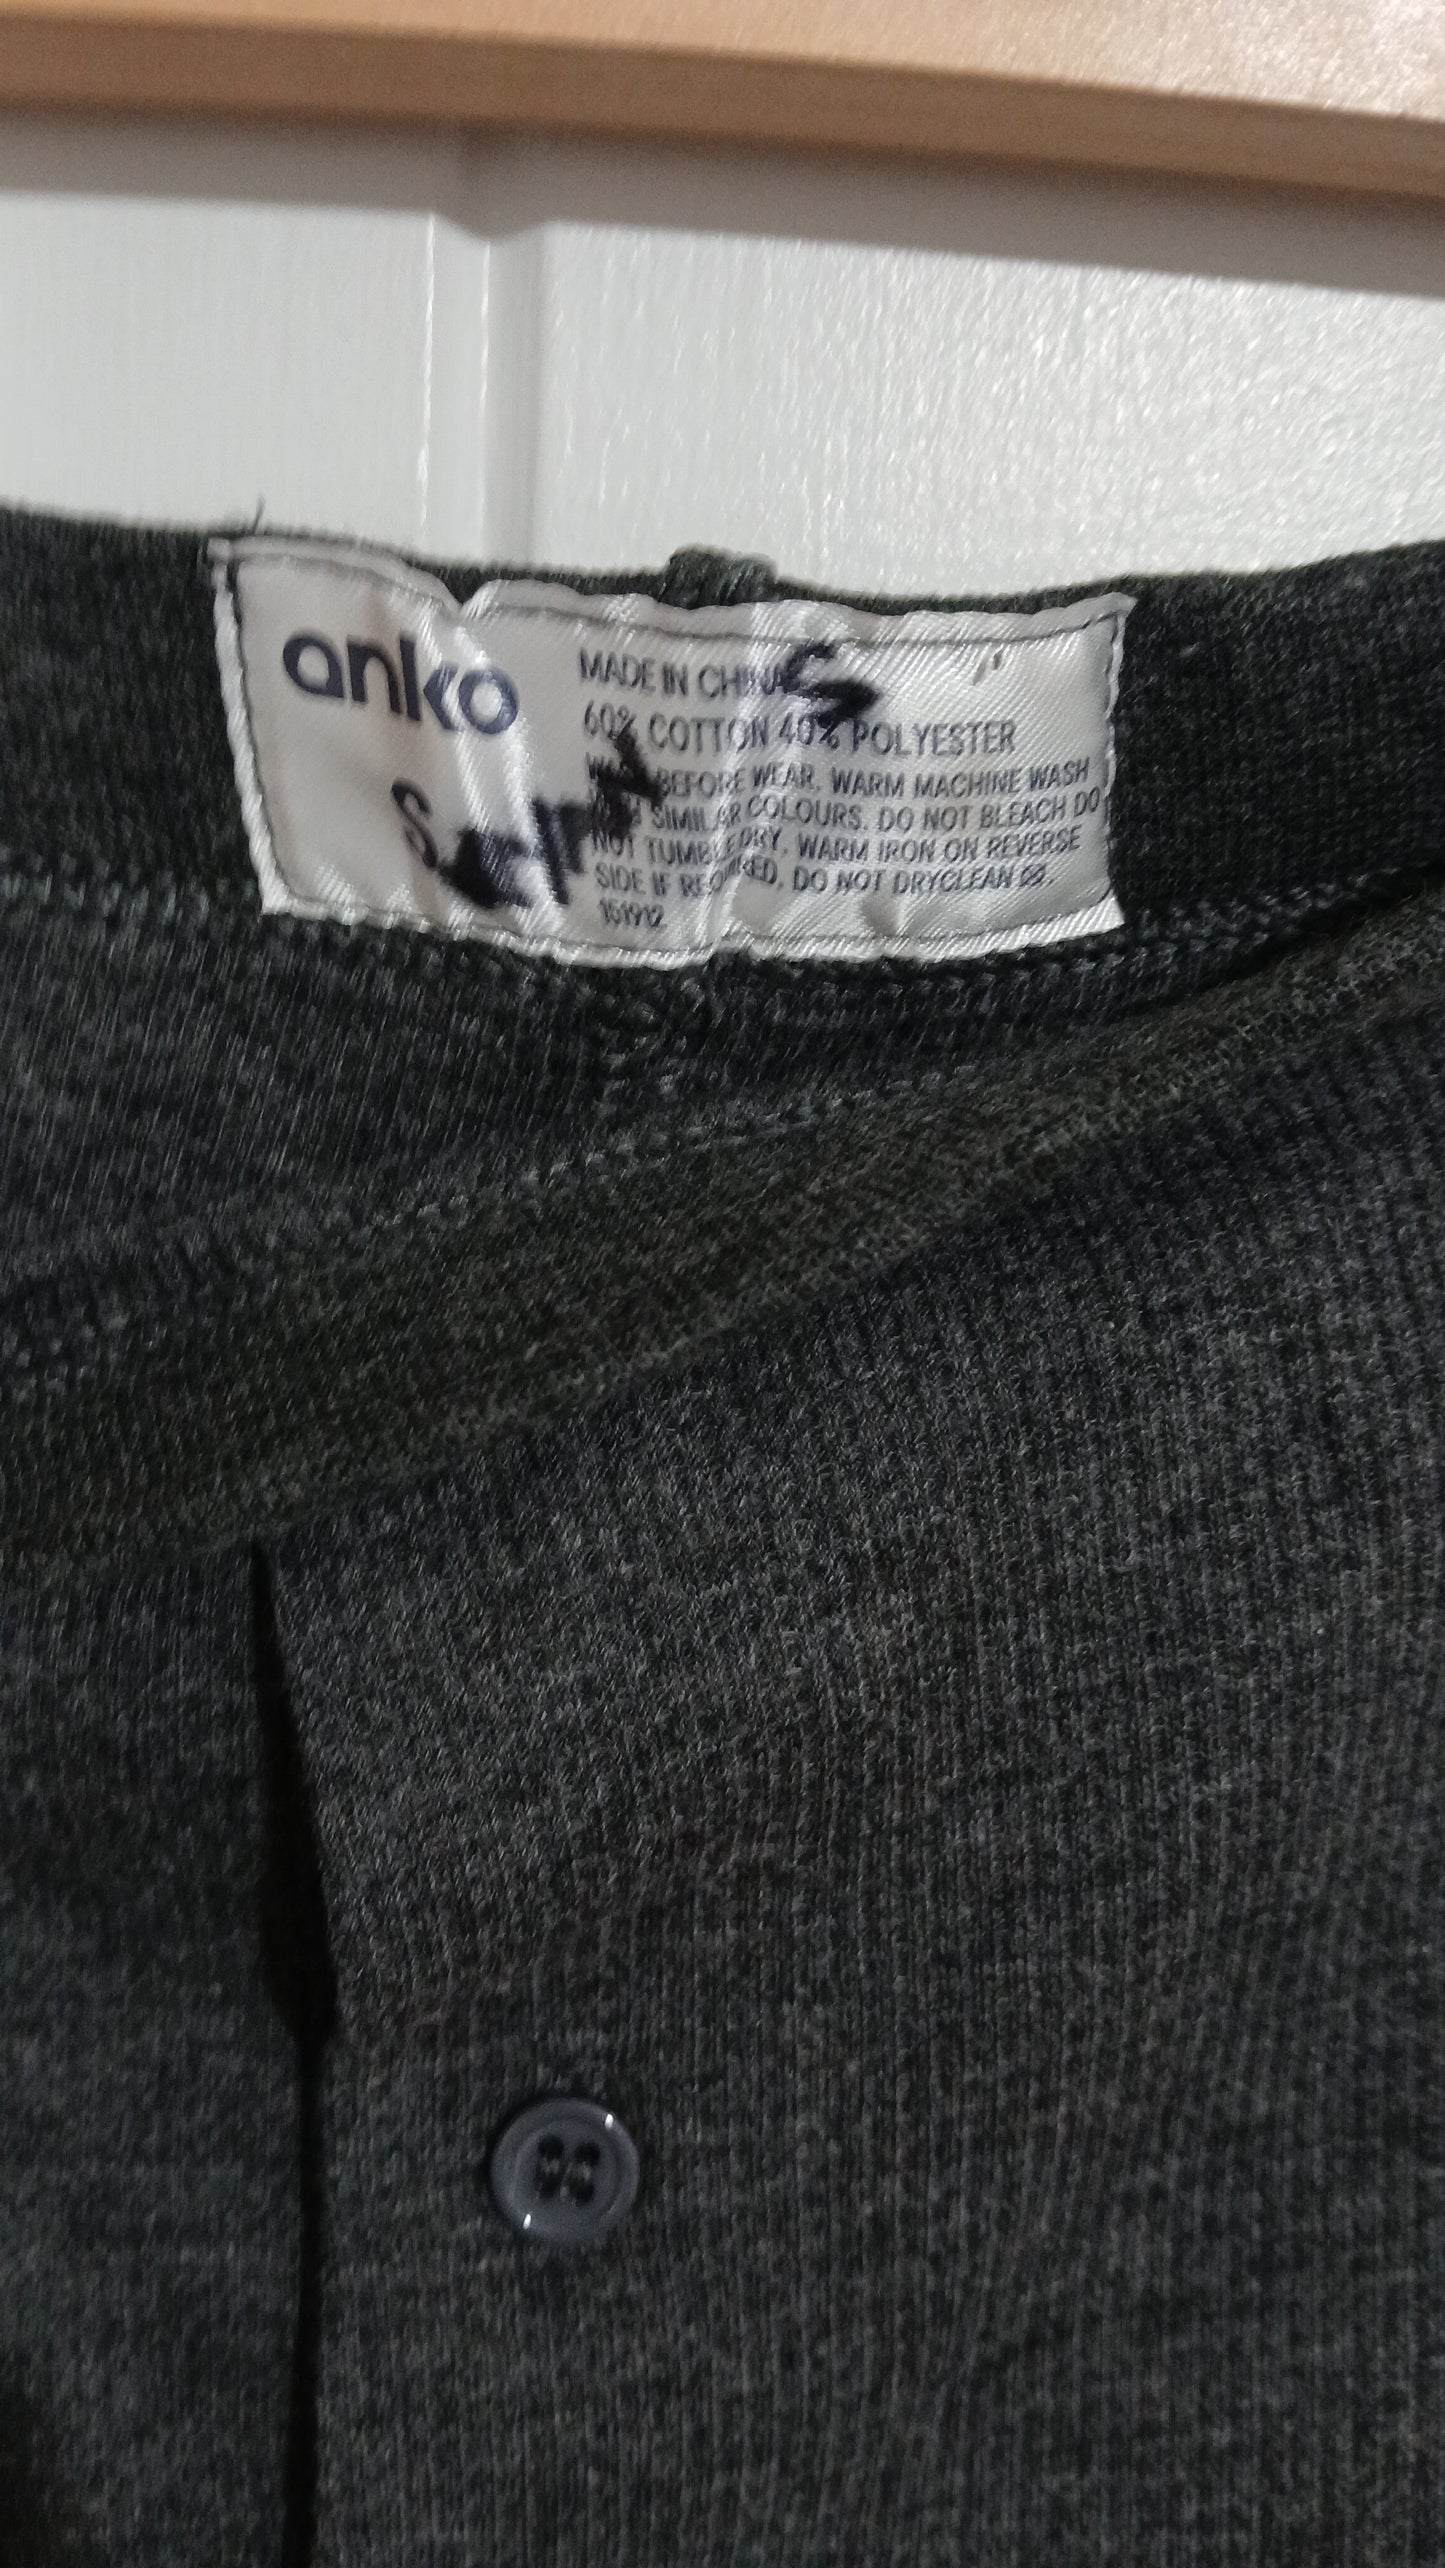 anko
S
MADE IN CHINA
60% COTTON 40% POLYESTER
BEFORE WEAR. WARM MACHINE WASH
SIMILAR COLOURS. DO NOT BLEACH DO
NOT TUMBLE DRY. WARM IRON ON REVERSE
SIDE IF REQUIRED. DO NOT DRYCLEAN
151912
S